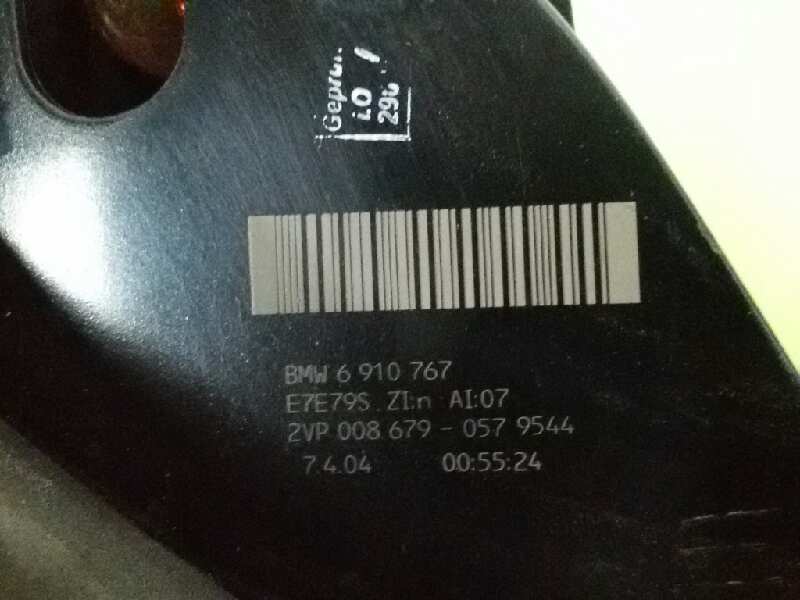 BMW 6 910 767
E7E79S ZI:n AI:07
2VP 008 679 - 057 9544
7.4.04 00:55:24